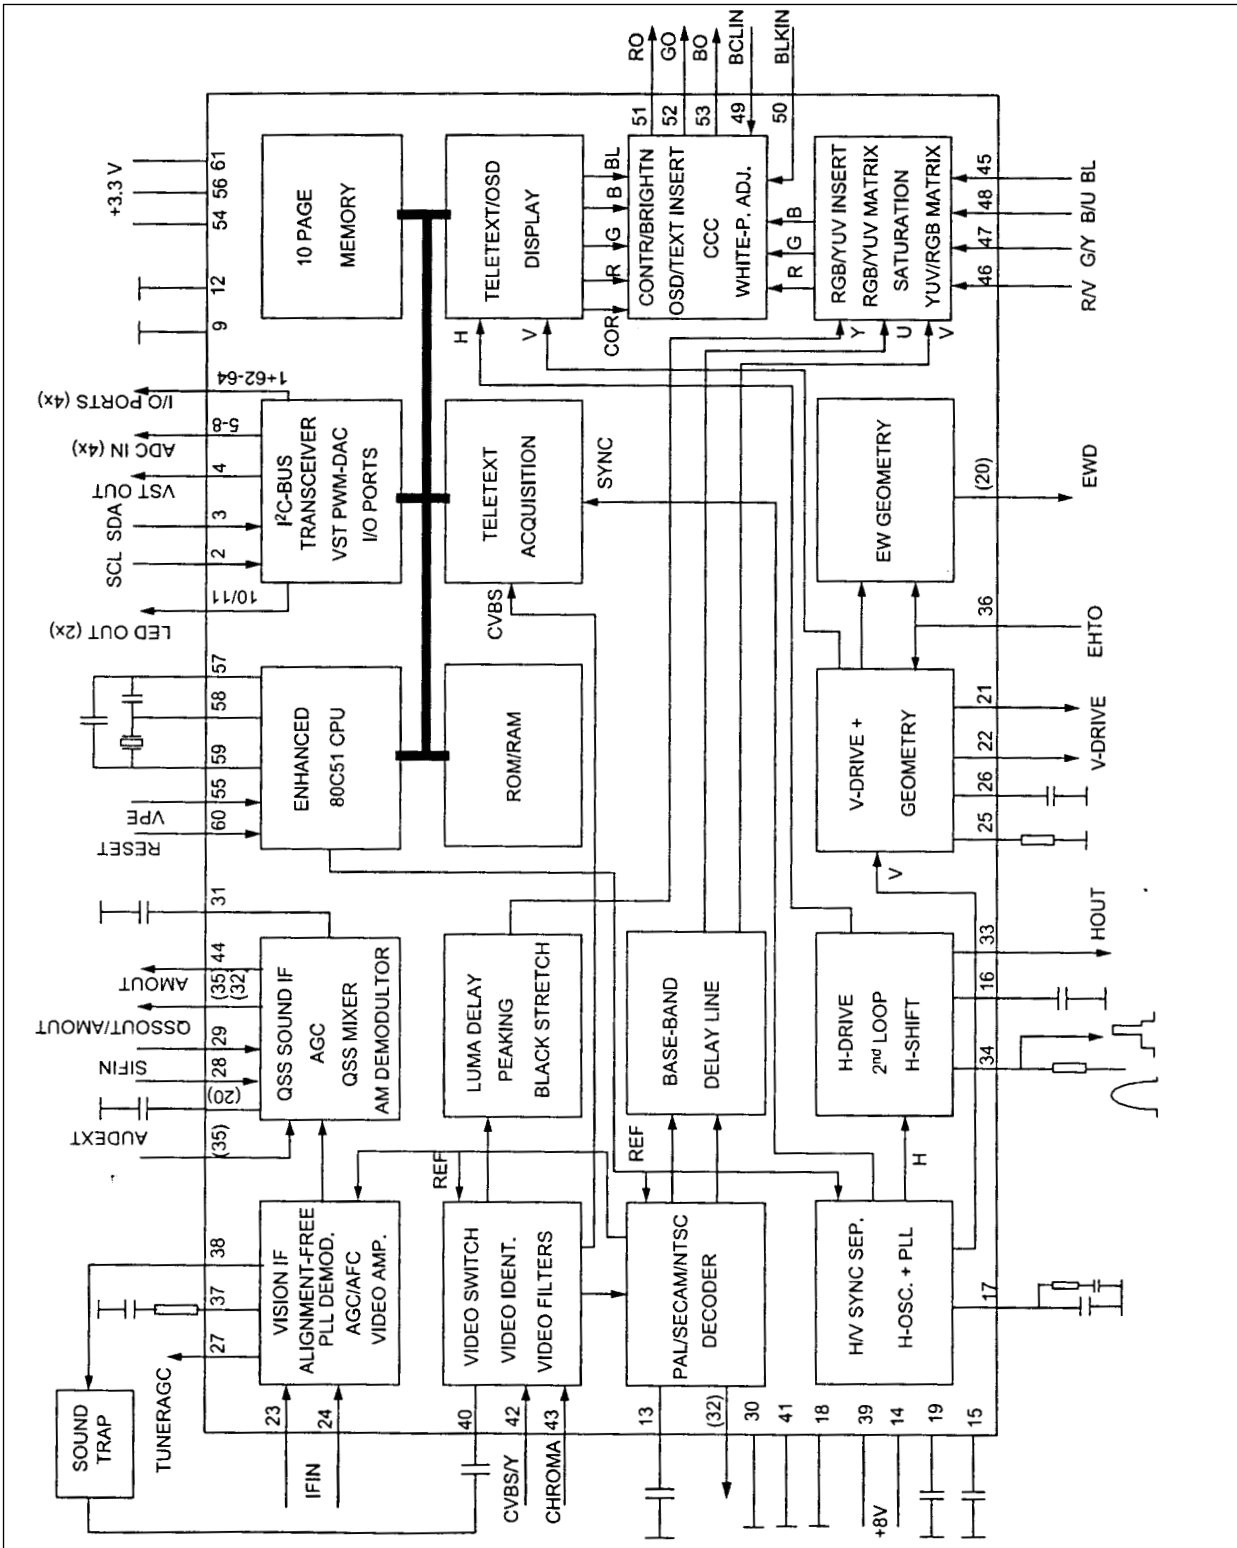 +3.3 V
61
56
54
12
9
I/O PORTS (4x)
1+62-64
ADC IN (4x)
5-8
VST OUT
4
SDA
3
SCL
2
LED OUT (2x)
10/11
57
58
59
VPE
55
RESET
60
31
AMOUT
44
QSSOUT/AMOUT
(35)
(32)
SIFIN
29
28
(20)
AUDEXT
(35)
38
37
TUNERAGC
27
SOUND
TRAP
10 PAGE
MEMORY
I²C-BUS
TRANSCEIVER
VST PWM-DAC
I/O PORTS
ENHANCED
80C51 CPU
QSS SOUND IF
AGC
QSS MIXER
AM DEMODULTOR
VISION IF
ALIGNMENT-FREE
PLL DEMOD.
AGC/AFC
VIDEO AMP.
IFIN
23
24
TELETEXT/OSD
DISPLAY
H
V
TELETEXT
ACQUISITION
CVBS
SYNC
ROM/RAM
LUMA DELAY
PEAKING
BLACK STRETCH
REF
VIDEO SWITCH
VIDEO IDENT.
VIDEO FILTERS
40
42
43
CVBS/Y
CHROMA
RO
GO
BO
BCLIN
BLKIN
51
52
53
49
50
COR
R
G
B
BL
CONTR/BRIGHTN
OSD/TEXT INSERT
CCC
WHITE-P. ADJ.
R
G
B
BASE-BAND
DELAY LINE
REF
PAL/SECAM/NTSC
DECODER
13
(32)
30
41
RGB/YUV INSERT
RGB/YUV MATRIX
SATURATION
YUV/RGB MATRIX
Y
U
V
45
48
47
46
BL
B/U
G/Y
R/V
EW GEOMETRY
(20)
EWD
36
EHTO
V-DRIVE +
GEOMETRY
V
21
22
26
25
V-DRIVE
H-DRIVE
2nd LOOP
H-SHIFT
33
16
34
HOUT
H
H/V SYNC SEP.
H-OSC. + PLL
17
18
39
14
19
15
+8V